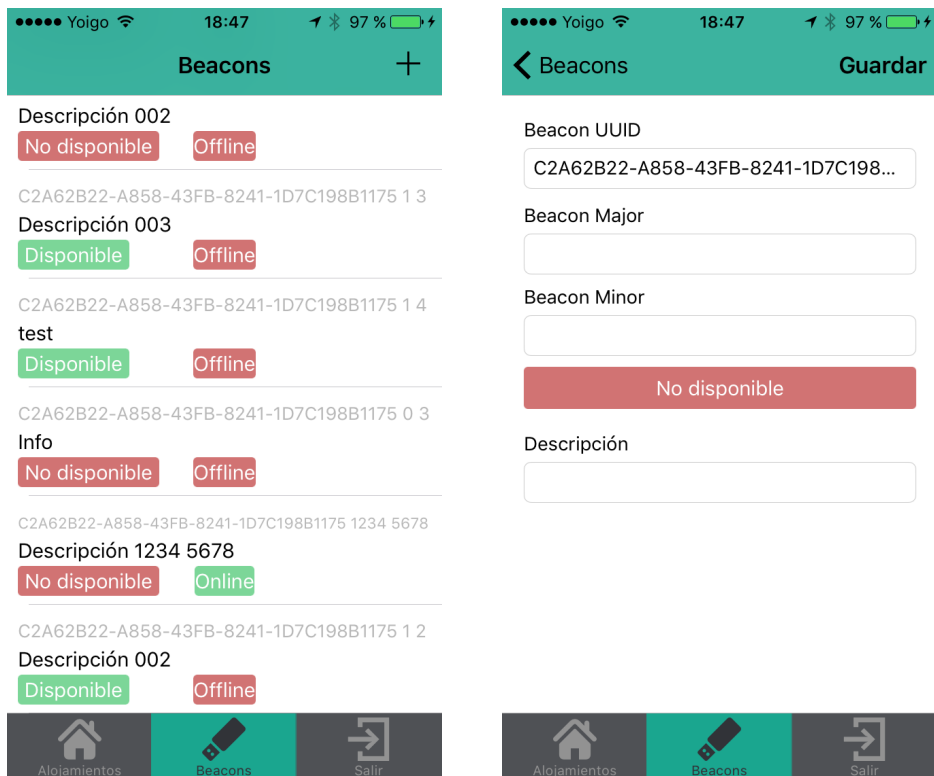 Yoigo 18:47 97 %
Beacons +
Descripción 002
No disponible Offline
C2A62B22-A858-43FB-8241-1D7C198B1175 1 3
Descripción 003
Disponible Offline
C2A62B22-A858-43FB-8241-1D7C198B1175 1 4
test
Disponible Offline
C2A62B22-A858-43FB-8241-1D7C198B1175 0 3
Info
No disponible Offline
C2A62B22-A858-43FB-8241-1D7C198B1175 1234 5678
Descripción 1234 5678
No disponible Online
C2A62B22-A858-43FB-8241-1D7C198B1175 1 2
Descripción 002
Disponible Offline
Alojamientos Beacons Salir
Yoigo 18:47 97 %
Beacons Guardar
Beacon UUID
C2A62B22-A858-43FB-8241-1D7C198...
Beacon Major
Beacon Minor
No disponible
Descripción
Alojamientos Beacons Salir